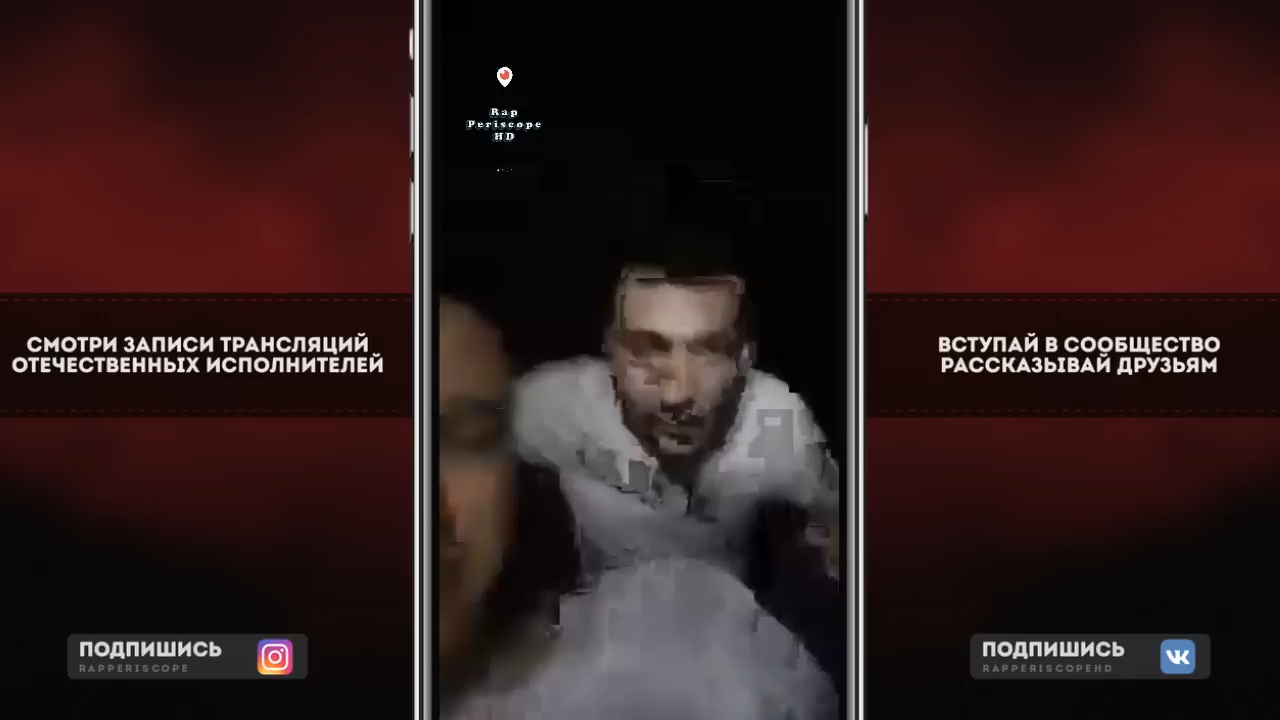 Rap
Periscope
HD
СМОТРИ ЗАПИСИ ТРАНСЛЯЦИЙ
ОТЕЧЕСТВЕННЫХ ИСПОЛНИТЕЛЕЙ
ВСТУПАЙ В СООБЩЕСТВО
РАССКАЗЫВАЙ ДРУЗЬЯМ
ПОДПИШИСЬ
RAPPERISCOPE
ПОДПИШИСЬ
RAPPERISCOPEHD